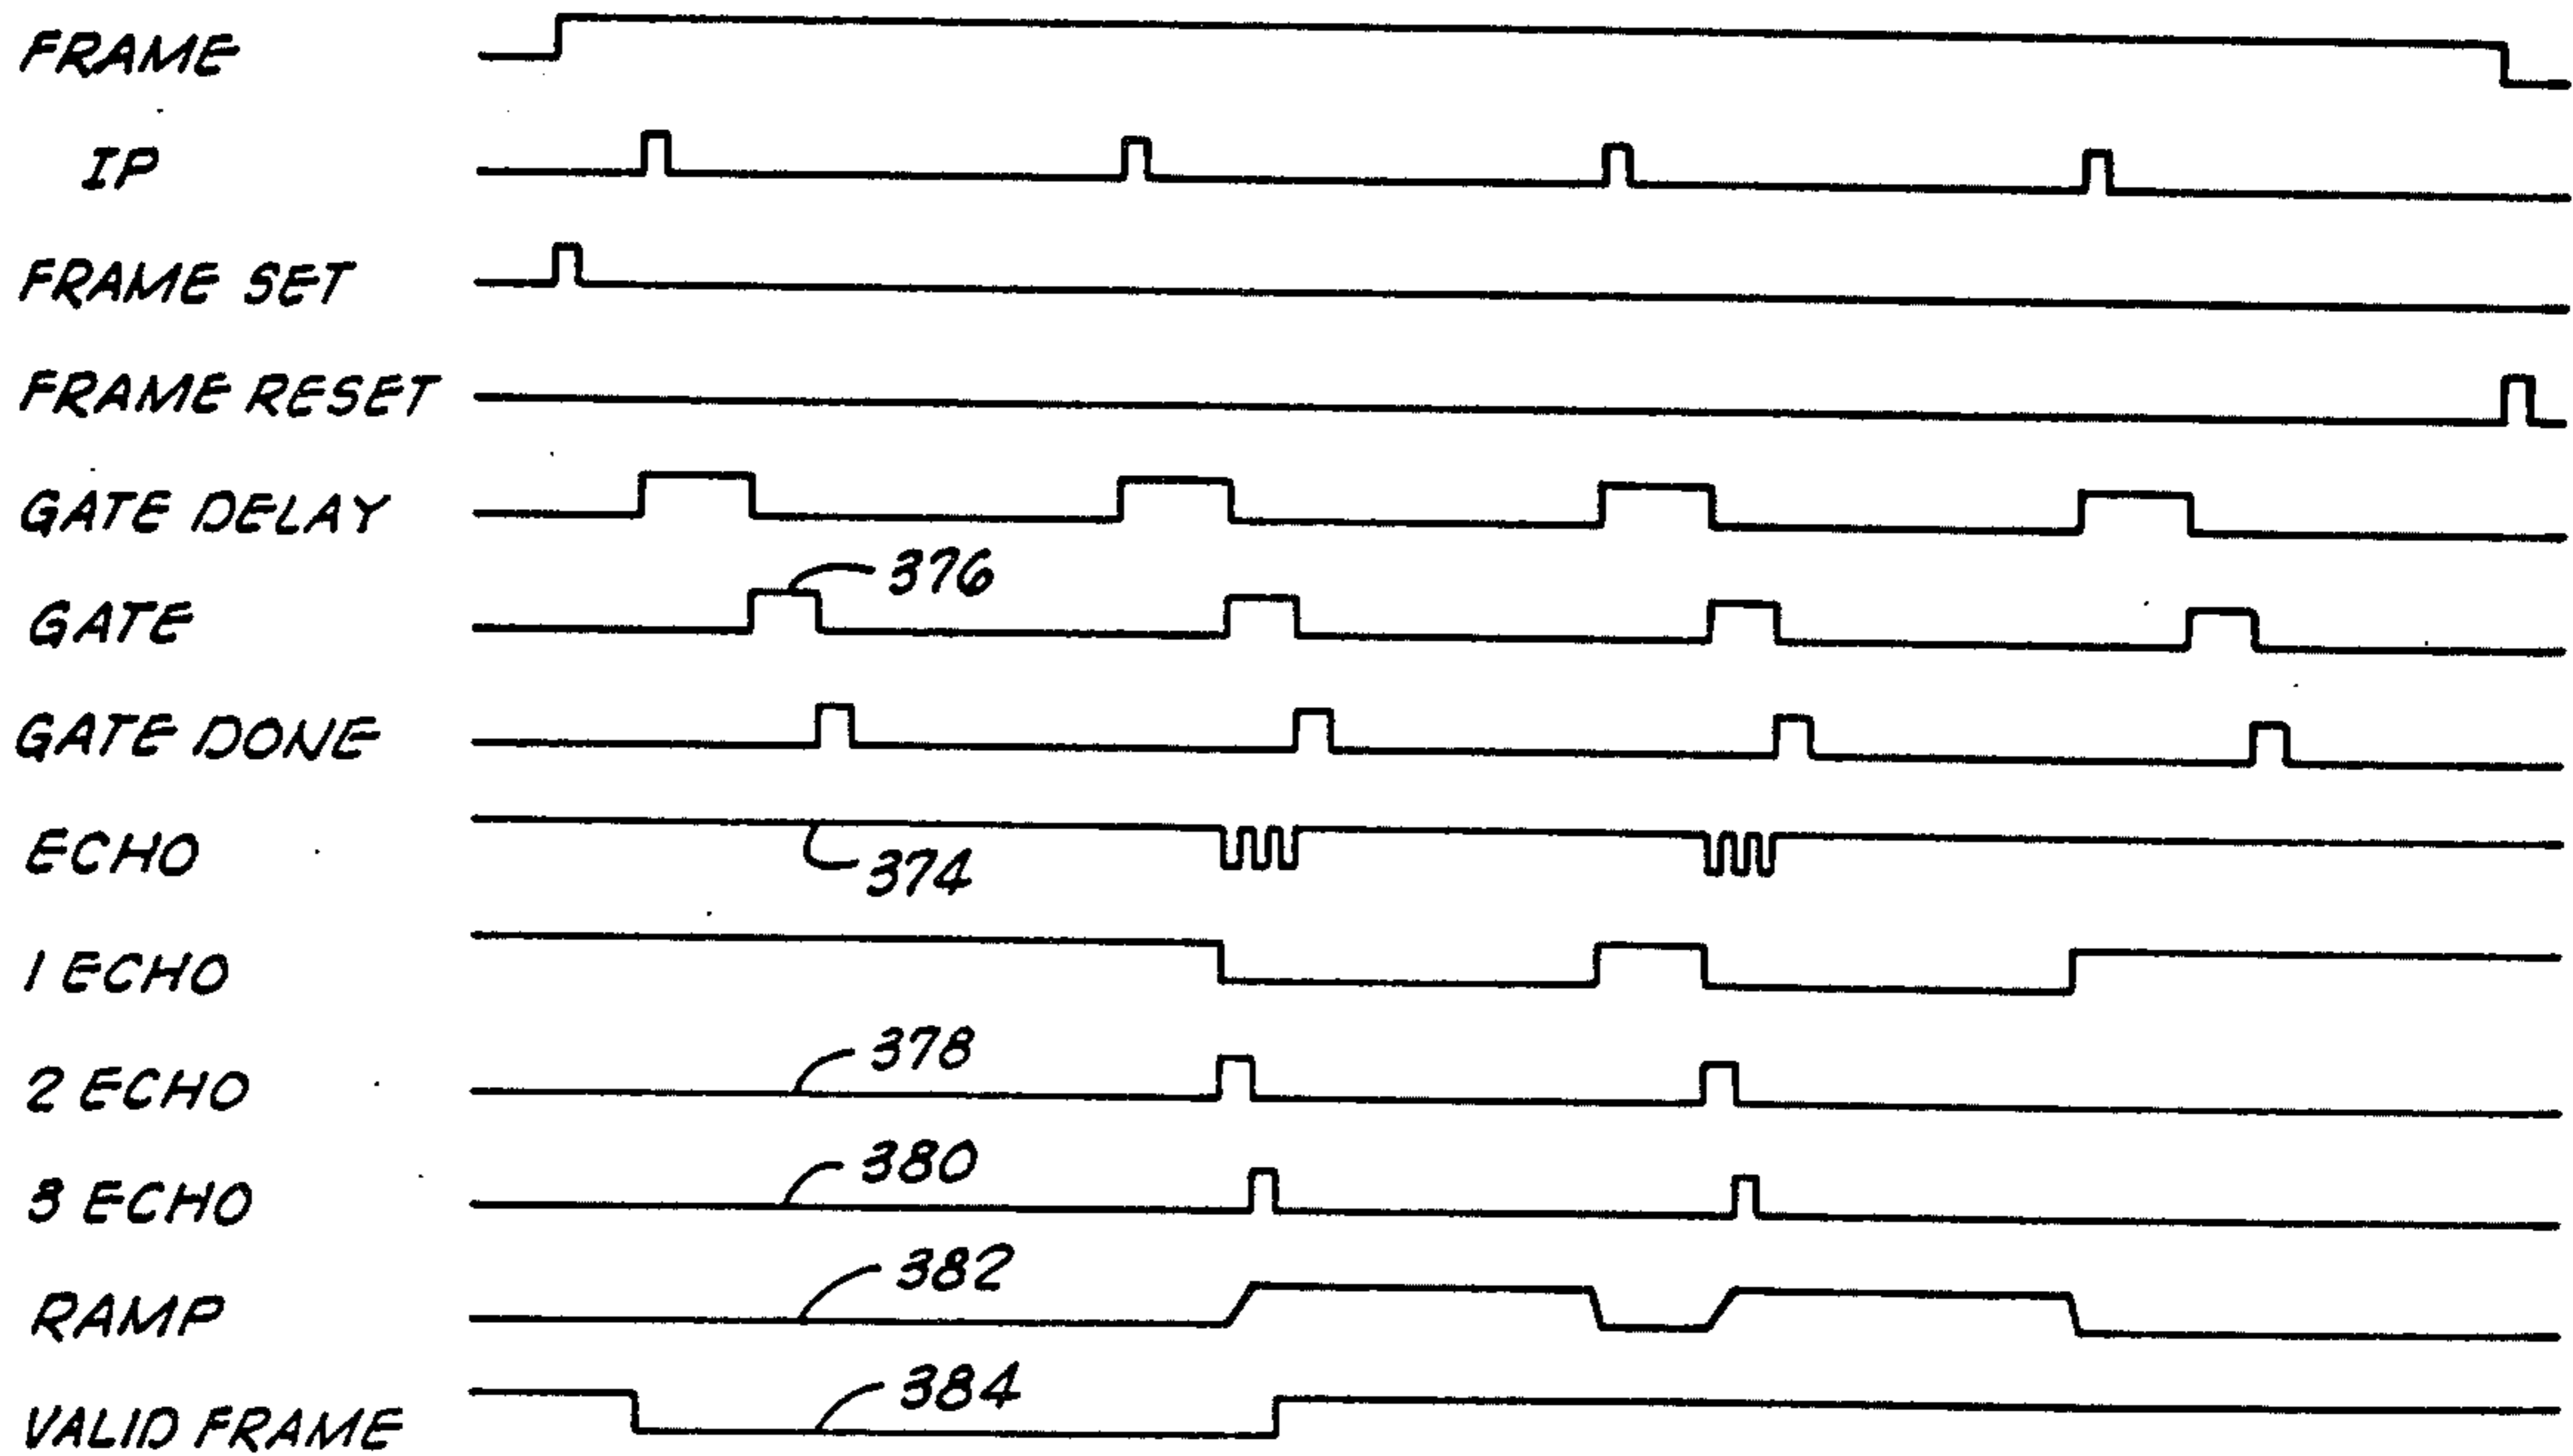 FRAME
IP
FRAME SET
FRAME RESET
GATE DELAY
376
GATE
GATE DONE
ECHO
374
1 ECHO
378
2 ECHO
380
3 ECHO
382
RAMP
384
VALID FRAME